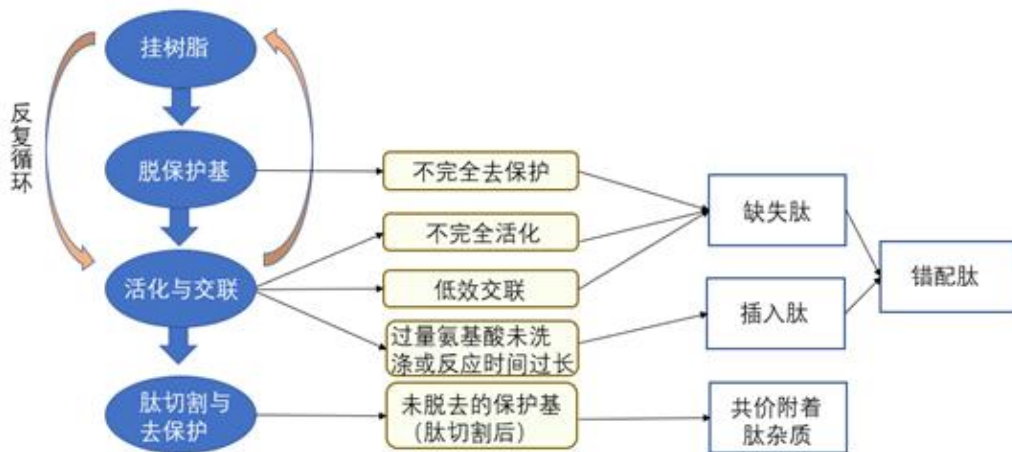 挂树脂
反复循环
脱保护基
不完全去保护
缺失肽
不完全活化
活化与交联
低效交联
错配肽
插入肽
过量氨基酸未洗
涤或反应时间过长
肽切割与
去保护
未脱去的保护基
（肽切割后）
共价附着
肽杂质